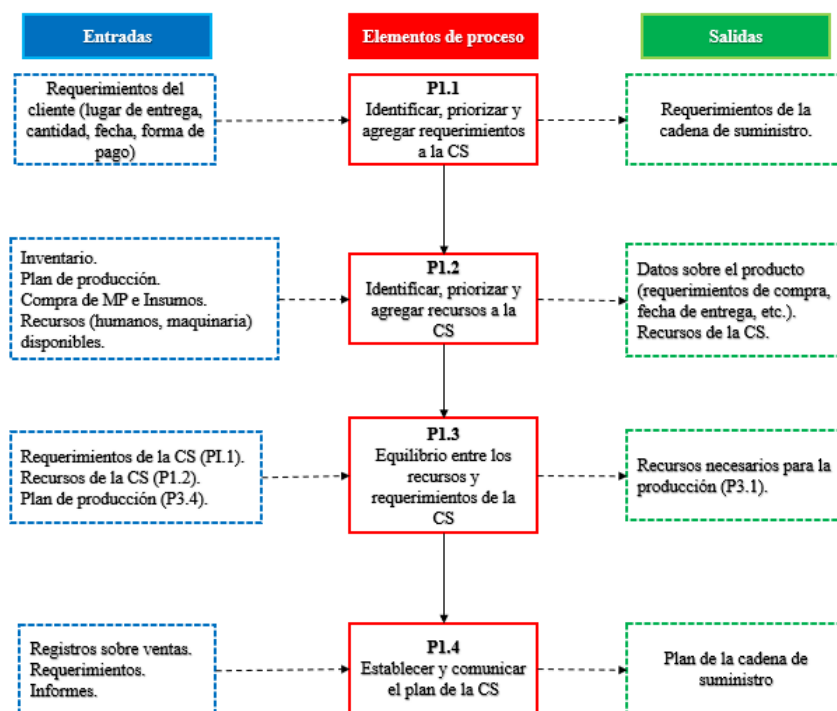 Entradas
Elementos de proceso
Salidas
Requerimientos del
cliente (lugar de entrega,
cantidad, fecha, forma de
pago)
P1.1
Identificar, priorizar y
agregar requerimientos
a la CS
Requerimientos de la
cadena de suministro.
Inventario.
Plan de producción.
Compra de MP e Insumos.
Recursos (humanos, maquinaria)
disponibles.
P1.2
Identificar, priorizar y
agregar recursos a la
CS
Datos sobre el producto
(requerimientos de compra,
fecha de entrega, etc.).
Recursos de la CS.
Requerimientos de la CS (PI.1).
Recursos de la CS (P1.2).
Plan de producción (P3.4).
P1.3
Equilibrio entre los
recursos y
requerimientos de la
CS
Recursos necesarios para la
producción (P3.1).
Registros sobre ventas.
Requerimientos.
Informes.
P1.4
Establecer y comunicar
el plan de la CS
Plan de la cadena de
suministro